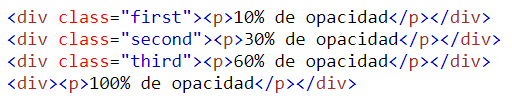 <div class="first"><p>10% de opacidad</p></div>
<div class="second"><p>30% de opacidad</p></div>
<div class="third"><p>60% de opacidad</p></div>
<div><p>100% de opacidad</p></div>